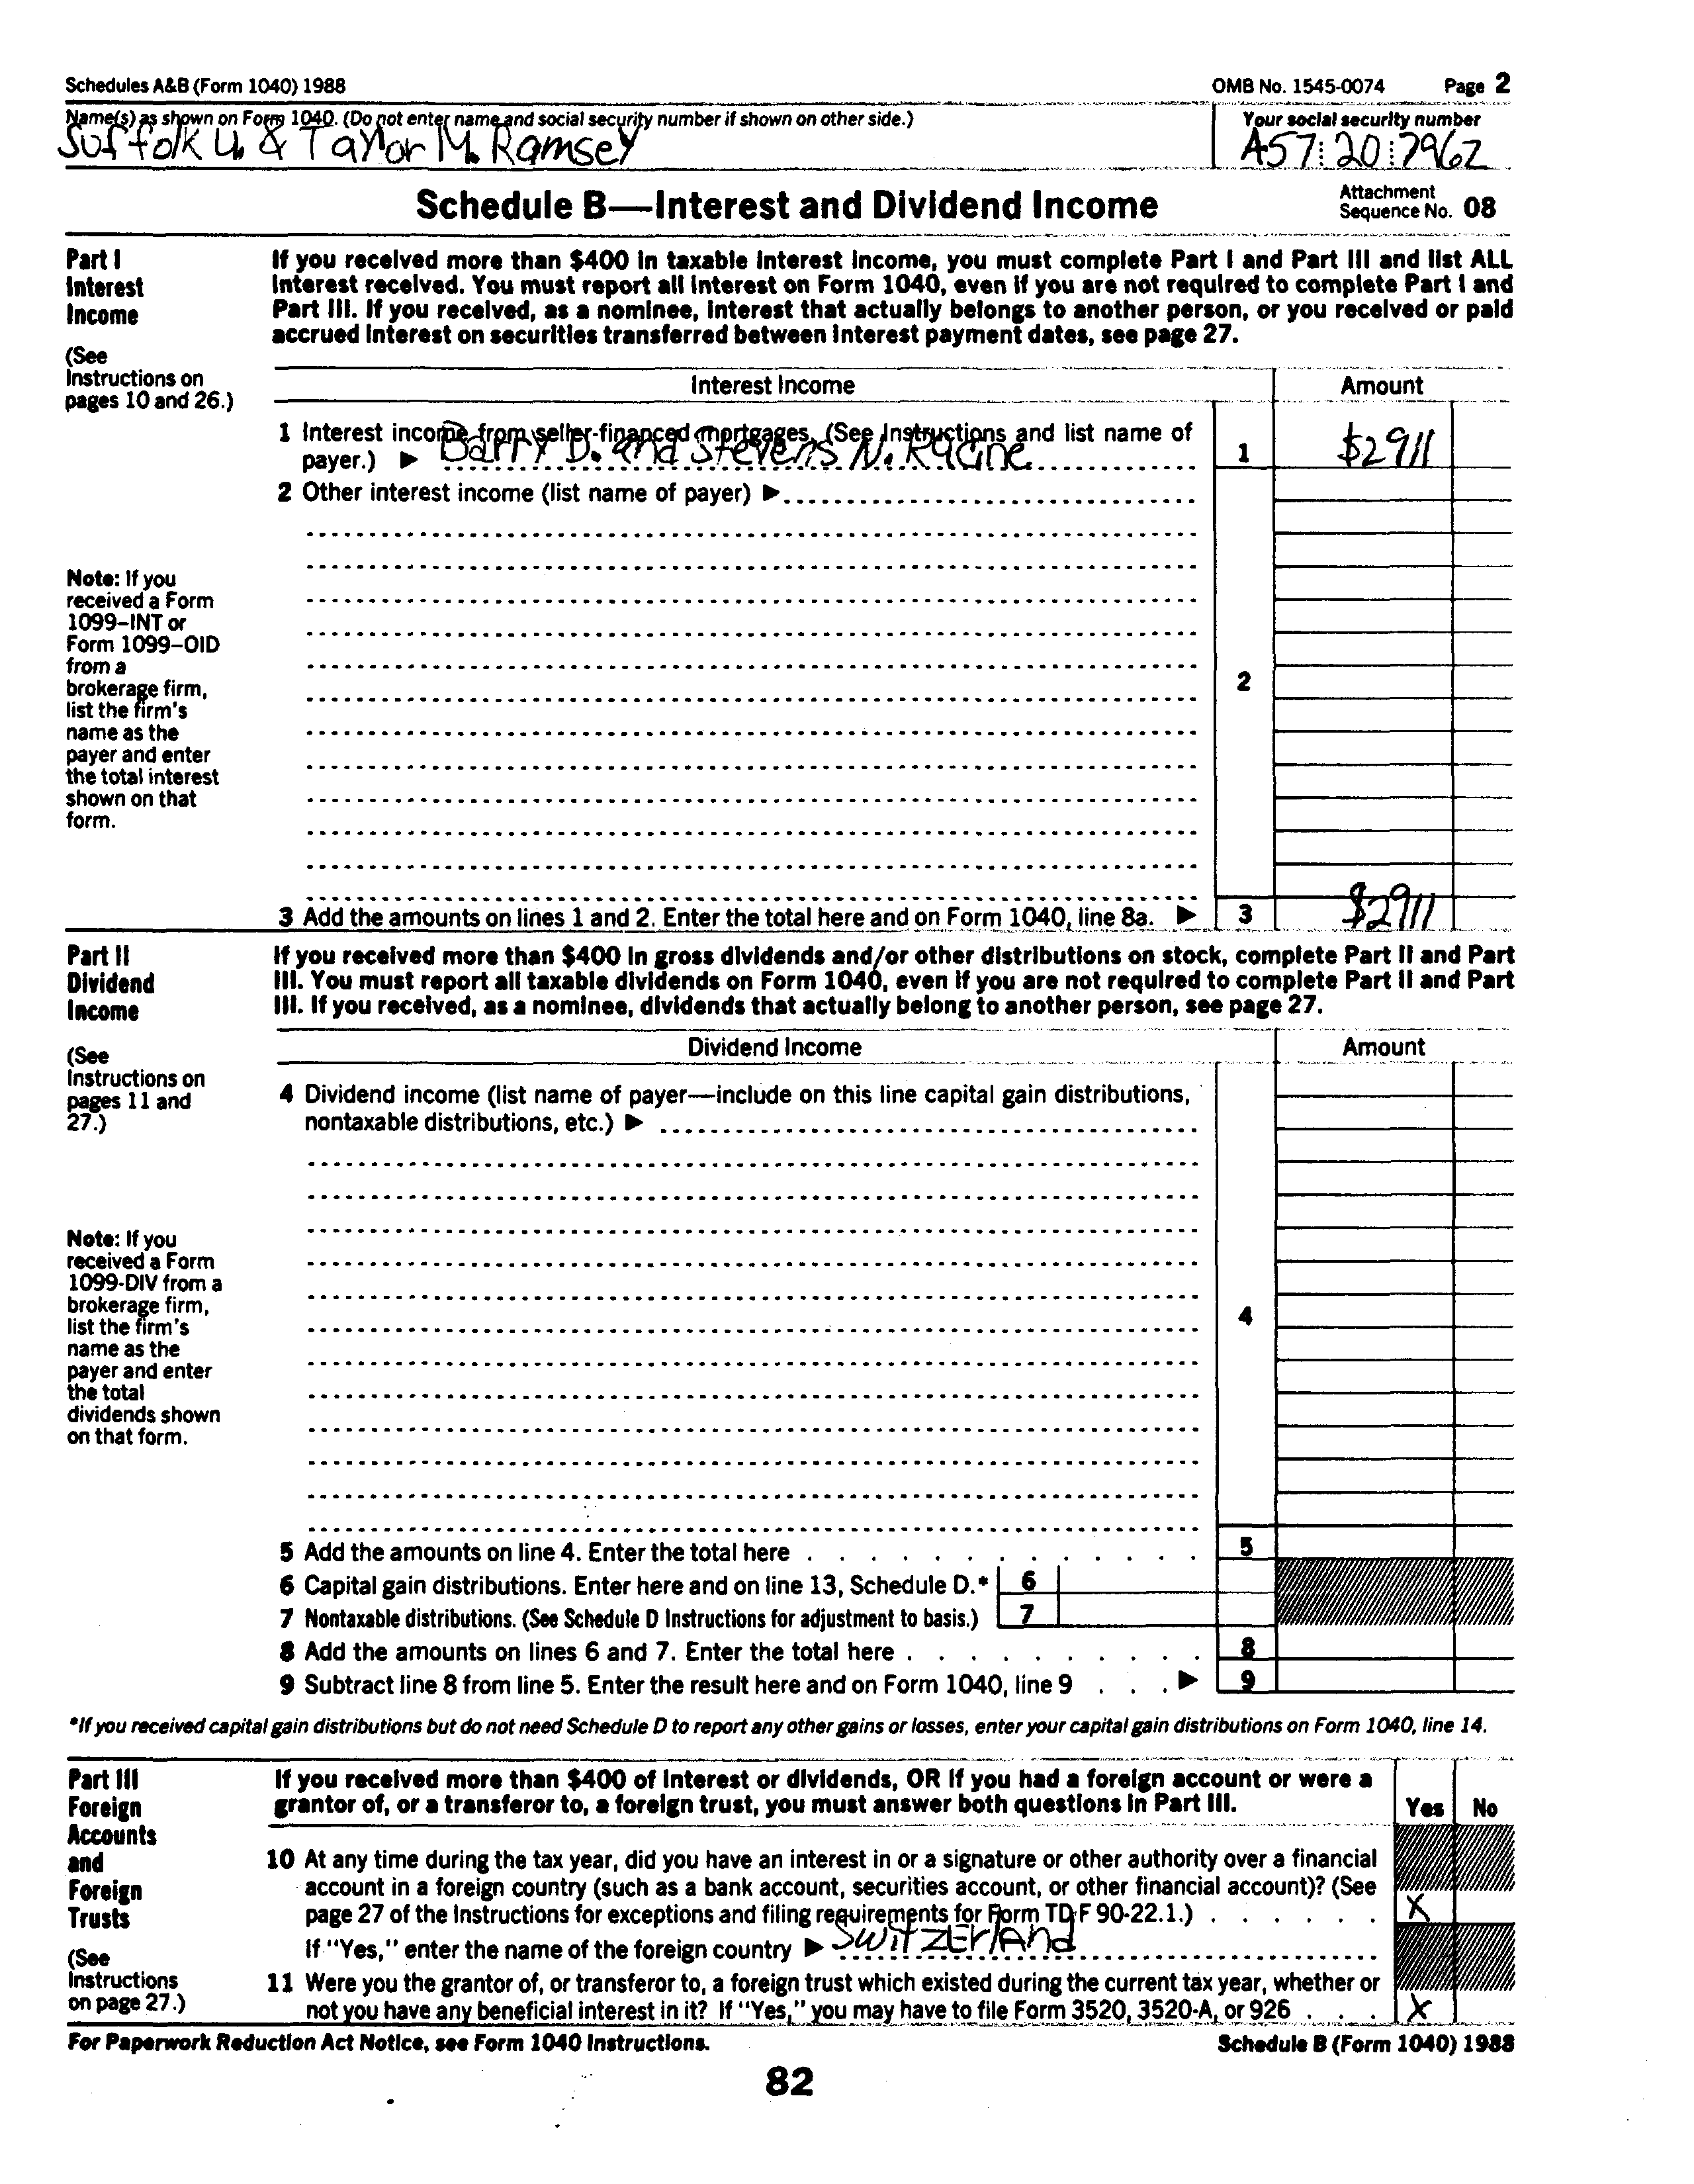 Schedules A&B (Form 1040) 1988 OMB No. 1545-0074 Page 2
Name(s) as shown on Form 1040. (Do not enter name and social security number if shown on other side.) Your social security number
Suffolk U. & Taylor M. Ramsey A57:20:7962
Schedule B—Interest and Dividend Income
Attachment
Sequence No. 08
Part I
Interest
Income
(See
Instructions on
pages 10 and 26.)
If you received more than $400 in taxable interest income, you must complete Part I and Part III and list ALL
interest received. You must report all interest on Form 1040, even if you are not required to complete Part I and
Part III. If you received, as a nominee, interest that actually belongs to another person, or you received or paid
accrued interest on securities transferred between interest payment dates, see page 27.
Interest Income Amount
1 Interest income from seller-financed mortgages. (See Instructions and list name of
payer.) ▶ Barry D. and Stevens N. Racine 1 $2911
2 Other interest income (list name of payer) ▶
Note: If you
received a Form
1099–INT or
Form 1099–OID
from a
brokerage firm,
list the firm's
name as the
payer and enter
the total interest
shown on that
form.
2
3 Add the amounts on lines 1 and 2. Enter the total here and on Form 1040, line 8a. ▶ 3 $2911
Part II
Dividend
Income
(See
Instructions on
pages 11 and
27.)
If you received more than $400 in gross dividends and/or other distributions on stock, complete Part II and Part
III. You must report all taxable dividends on Form 1040, even if you are not required to complete Part II and Part
III. If you received, as a nominee, dividends that actually belong to another person, see page 27.
Dividend Income Amount
4 Dividend income (list name of payer—include on this line capital gain distributions,
nontaxable distributions, etc.) ▶
Note: If you
received a Form
1099-DIV from a
brokerage firm,
list the firm's
name as the
payer and enter
the total
dividends shown
on that form.
4
5 Add the amounts on line 4. Enter the total here 5
6 Capital gain distributions. Enter here and on line 13, Schedule D.* 6
7 Nontaxable distributions. (See Schedule D Instructions for adjustment to basis.) 7
8 Add the amounts on lines 6 and 7. Enter the total here 8
9 Subtract line 8 from line 5. Enter the result here and on Form 1040, line 9 ▶ 9
*If you received capital gain distributions but do not need Schedule D to report any other gains or losses, enter your capital gain distributions on Form 1040, line 14.
Part III
Foreign
Accounts
and
Foreign
Trusts
(See
Instructions
on page 27.)
If you received more than $400 of interest or dividends, OR if you had a foreign account or were a
grantor of, or a transferor to, a foreign trust, you must answer both questions in Part III. Yes No
10 At any time during the tax year, did you have an interest in or a signature or other authority over a financial
account in a foreign country (such as a bank account, securities account, or other financial account)? (See
page 27 of the Instructions for exceptions and filing requirements for Form TD F 90-22.1.) X
If "Yes," enter the name of the foreign country ▶ SwitZErlAnd
11 Were you the grantor of, or transferor to, a foreign trust which existed during the current tax year, whether or
not you have any beneficial interest in it? If "Yes," you may have to file Form 3520, 3520-A, or 926 X
For Paperwork Reduction Act Notice, see Form 1040 Instructions. Schedule B (Form 1040) 1988
82